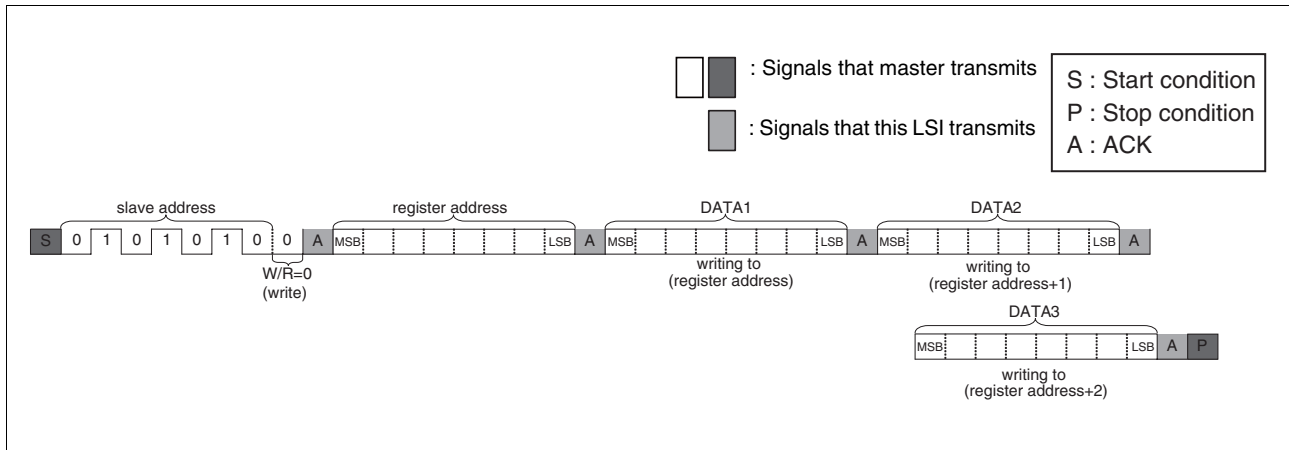 : Signals that master transmits
: Signals that this LSI transmits
S : Start condition
P : Stop condition
A : ACK
slave address register address DATA1 DATA2
S 0 1 0 1 0 1 0 0 A MSB LSB A MSB LSB A MSB LSB A
W/R=0
(write)
writing to
(register address)
writing to
(register address+1)
DATA3
MSB LSB A P
writing to
(register address+2)